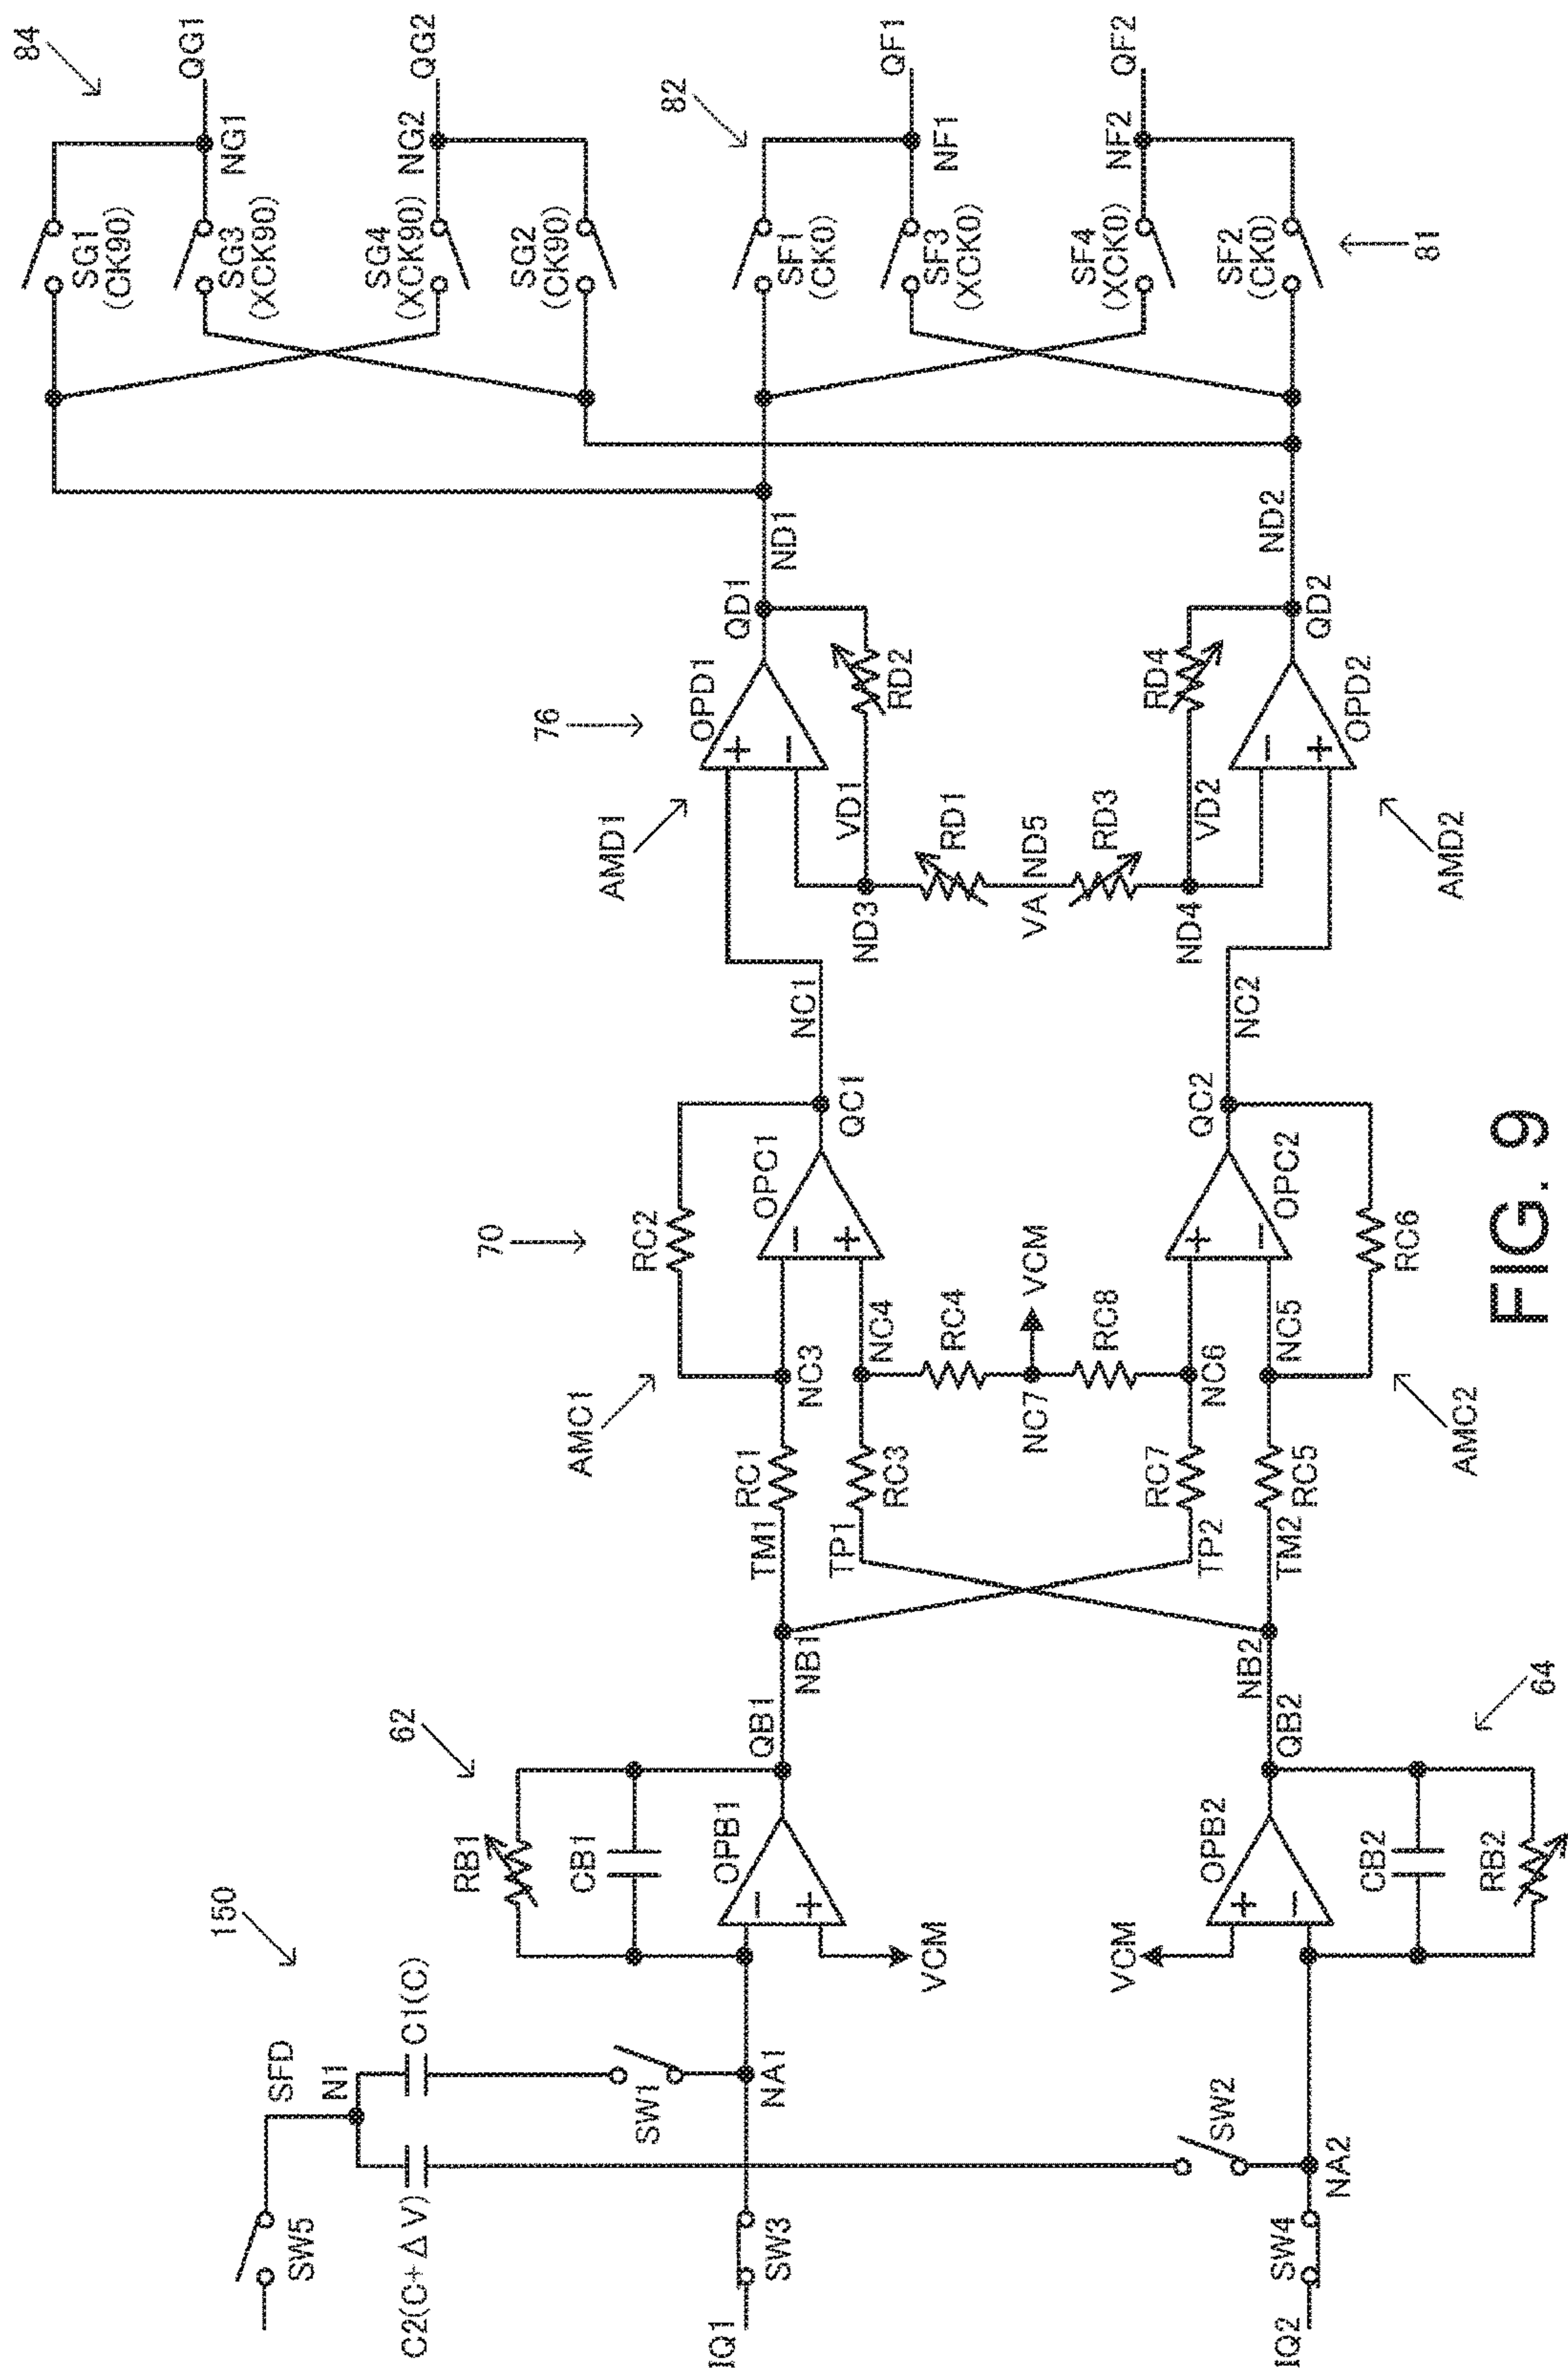 150
SW5
SFD
N1
C2(C+ΔV)
C1(C)
SW1
SW2
IQ1
SW3
NA1
IQ2
SW4
NA2
62
RB1
CB1
OPB1
VCM
QB1
NB1
VCM
OPB2
CB2
RB2
QB2
NB2
64
70
AMC1
TM1
RC1
NC3
RC2
OPC1
QC1
NC1
TP1
RC3
NC4
RC4
NC7
VCM
RC8
TP2
RC7
NC6
TM2
RC5
NC5
OPC2
RC6
QC2
NC2
AMC2
76
AMD1
OPD1
QD1
ND1
VD1
RD2
ND3
RD1
VA ND5
RD3
ND4
VD2
RD4
OPD2
QD2
ND2
AMD2
84
SG1
(CK90)
SG3
(XCK90)
SG4
(XCK90)
SG2
(CK90)
NG1
QG1
NG2
QG2
82
SF1
(CK0)
SF3
(XCK0)
SF4
(XCK0)
SF2
(CK0)
NF1
QF1
NF2
QF2
81
FIG. 9